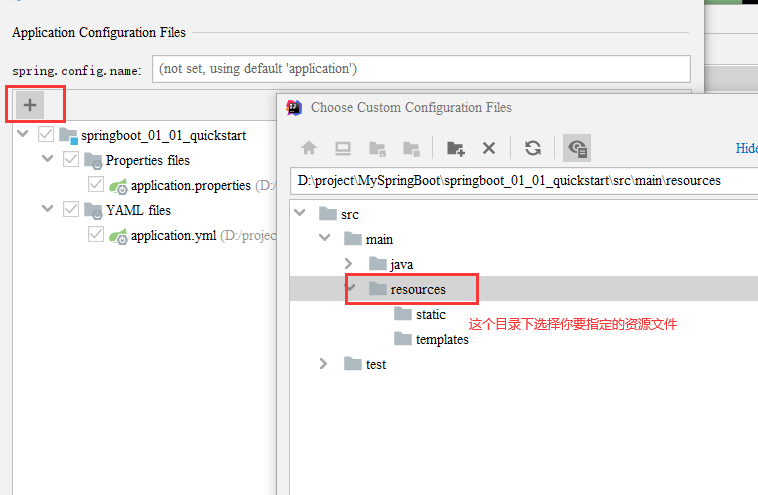 Application Configuration Files
spring.config.name: (not set, using default 'application')
Choose Custom Configuration Files
Hide
springboot_01_01_quickstart
Properties files
application.properties (D:/
YAML files
application.yml (D:/projec
D:\project\MySpringBoot\springboot_01_01_quickstart\src\main\resources
src
main
java
resources
static
这个目录下选择你要指定的资源文件
templates
test